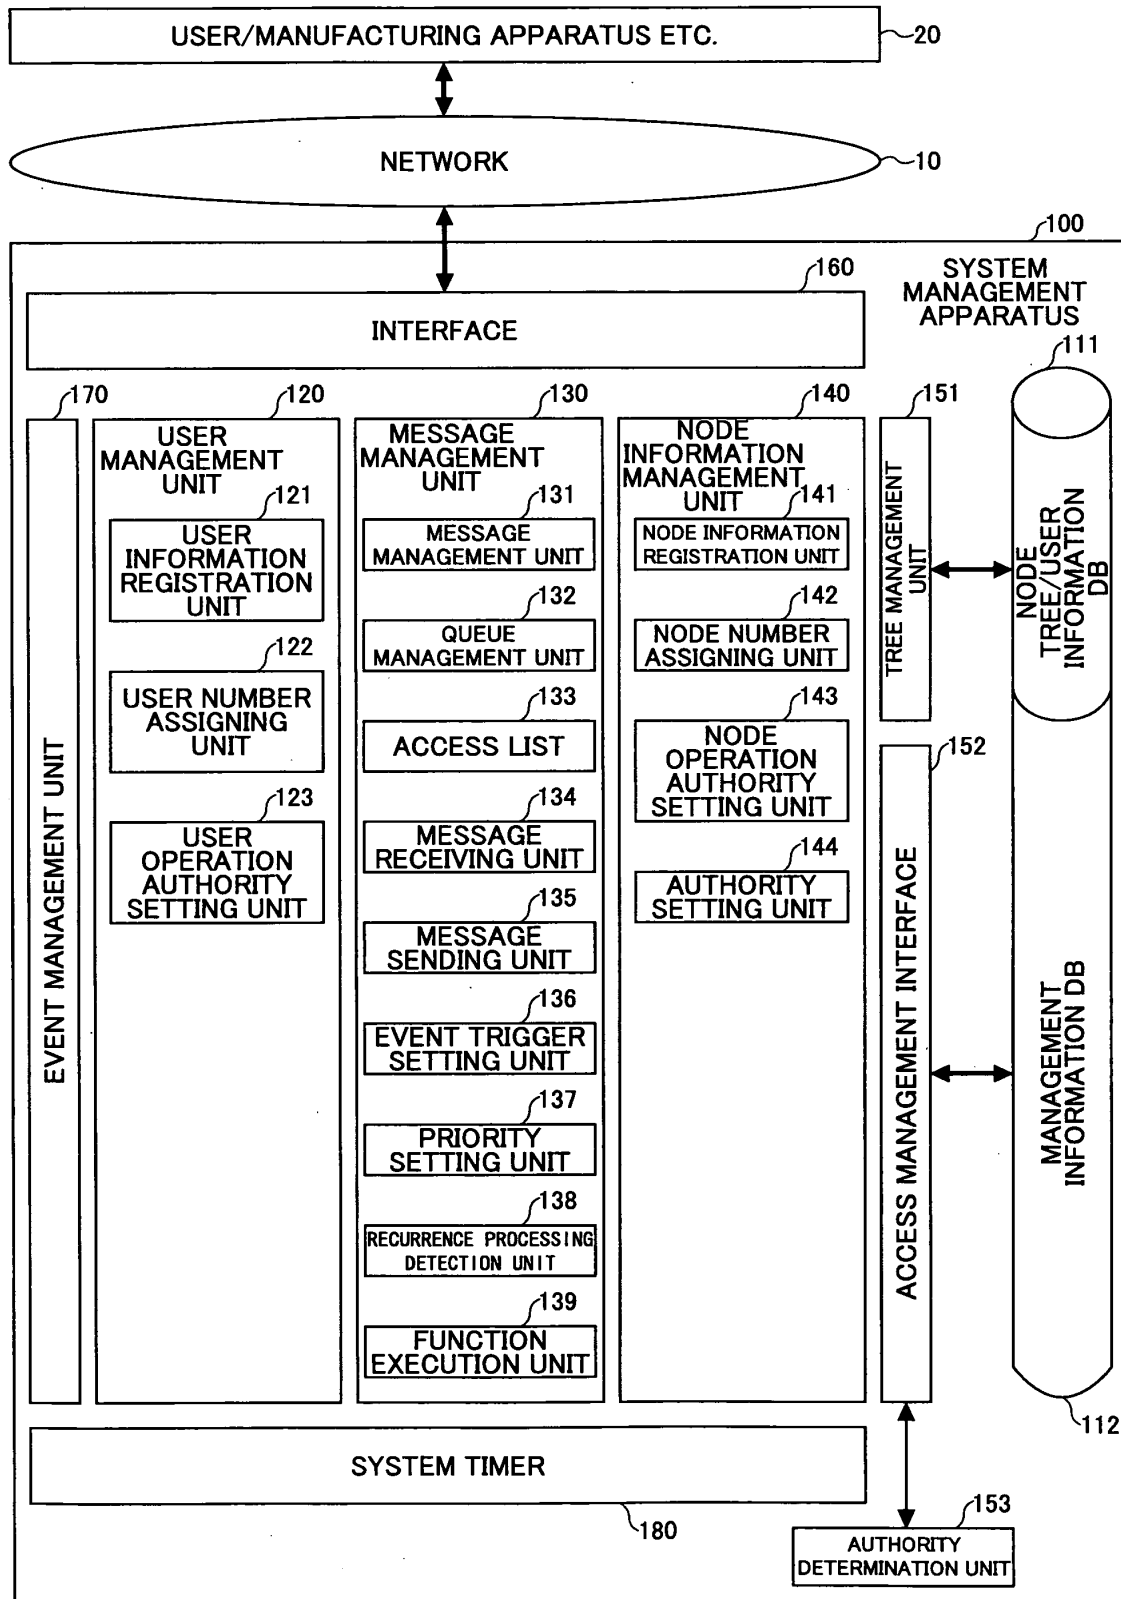 USER/MANUFACTURING APPARATUS ETC.
20
NETWORK
10
100
SYSTEM
MANAGEMENT
APPARATUS
160
INTERFACE
111
170
EVENT MANAGEMENT UNIT
120
USER
MANAGEMENT
UNIT
121
USER
INFORMATION
REGISTRATION
UNIT
122
USER NUMBER
ASSIGNING
UNIT
123
USER
OPERATION
AUTHORITY
SETTING UNIT
130
MESSAGE
MANAGEMENT
UNIT
131
MESSAGE
MANAGEMENT UNIT
132
QUEUE
MANAGEMENT UNIT
133
ACCESS LIST
134
MESSAGE
RECEIVING UNIT
135
MESSAGE
SENDING UNIT
136
EVENT TRIGGER
SETTING UNIT
137
PRIORITY
SETTING UNIT
138
RECURRENCE PROCESSING
DETECTION UNIT
139
FUNCTION
EXECUTION UNIT
140
NODE
INFORMATION
MANAGEMENT
UNIT
141
NODE INFORMATION
REGISTRATION UNIT
142
NODE NUMBER
ASSIGNING UNIT
143
NODE
OPERATION
AUTHORITY
SETTING UNIT
144
AUTHORITY
SETTING UNIT
151
TREE MANAGEMENT
UNIT
152
ACCESS MANAGEMENT INTERFACE
NODE
TREE/USER
INFORMATION
DB
MANAGEMENT
INFORMATION DB
112
SYSTEM TIMER
180
153
AUTHORITY
DETERMINATION UNIT